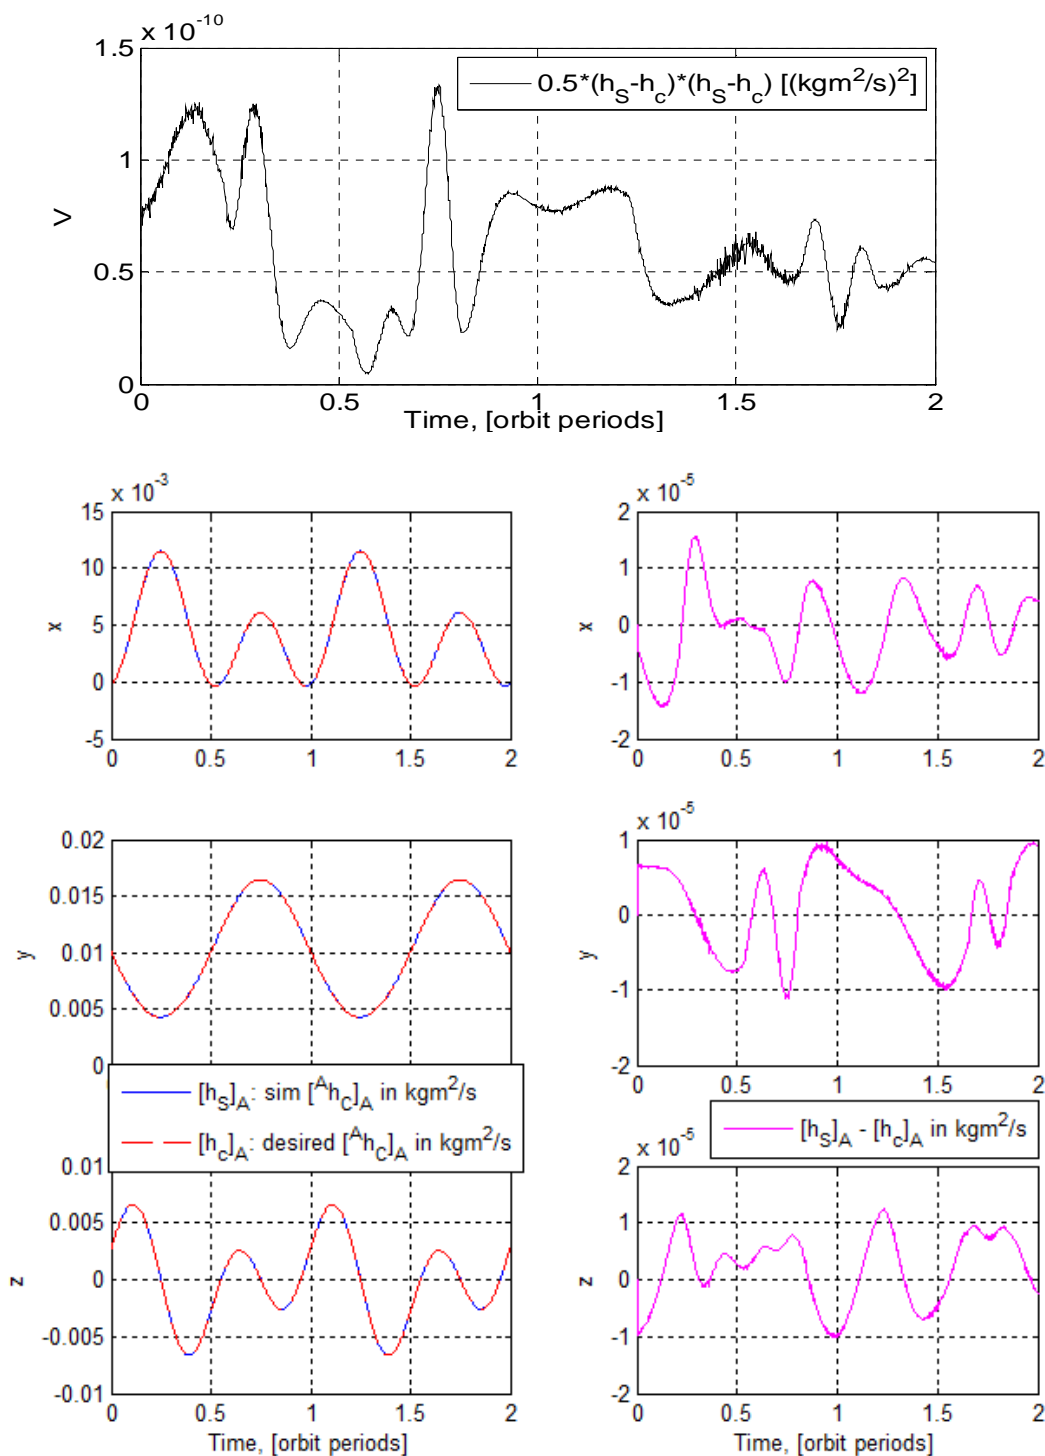 x 10^-10
1.5
1
0.5
0
V
0.5*(h_S-h_c)*(h_S-h_c) [(kgm^2/s)^2]
0 0.5 1 1.5 2
Time, [orbit periods]
x 10^-3
15
10
5
0
-5
x
0 0.5 1 1.5 2
x 10^-5
2
1
0
-1
-2
x
0 0.5 1 1.5 2
0.02
0.015
0.01
0.005
0
y
x 10^-5
1
0
-1
-2
y
0 0.5 1 1.5 2
[h_S]_A: sim [^Ah_C]_A in kgm^2/s
[h_c]_A: desired [^Ah_C]_A in kgm^2/s
[h_S]_A - [h_c]_A in kgm^2/s
0.01
0.005
0
-0.005
-0.01
z
0 0.5 1 1.5 2
Time, [orbit periods]
x 10^-5
2
1
0
-1
-2
z
0 0.5 1 1.5 2
Time, [orbit periods]